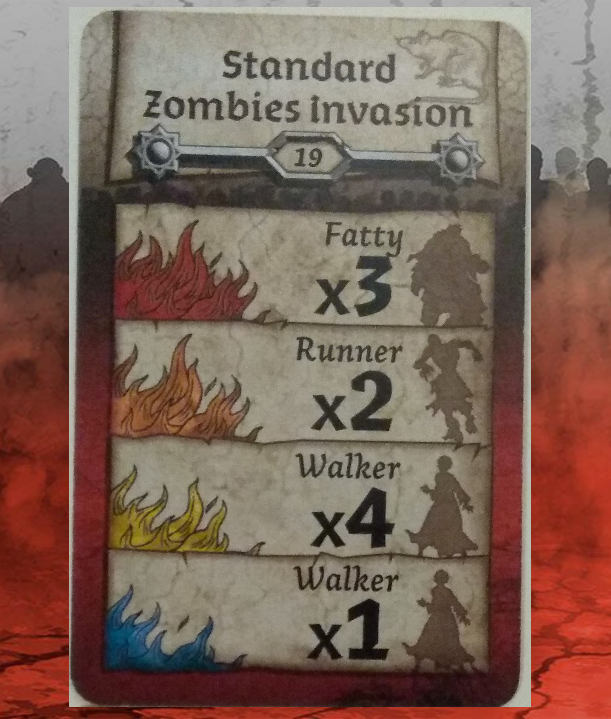 Standard
Zombies Invasion
19
Fatty
x3
Runner
x2
Walker
x4
Walker
x1